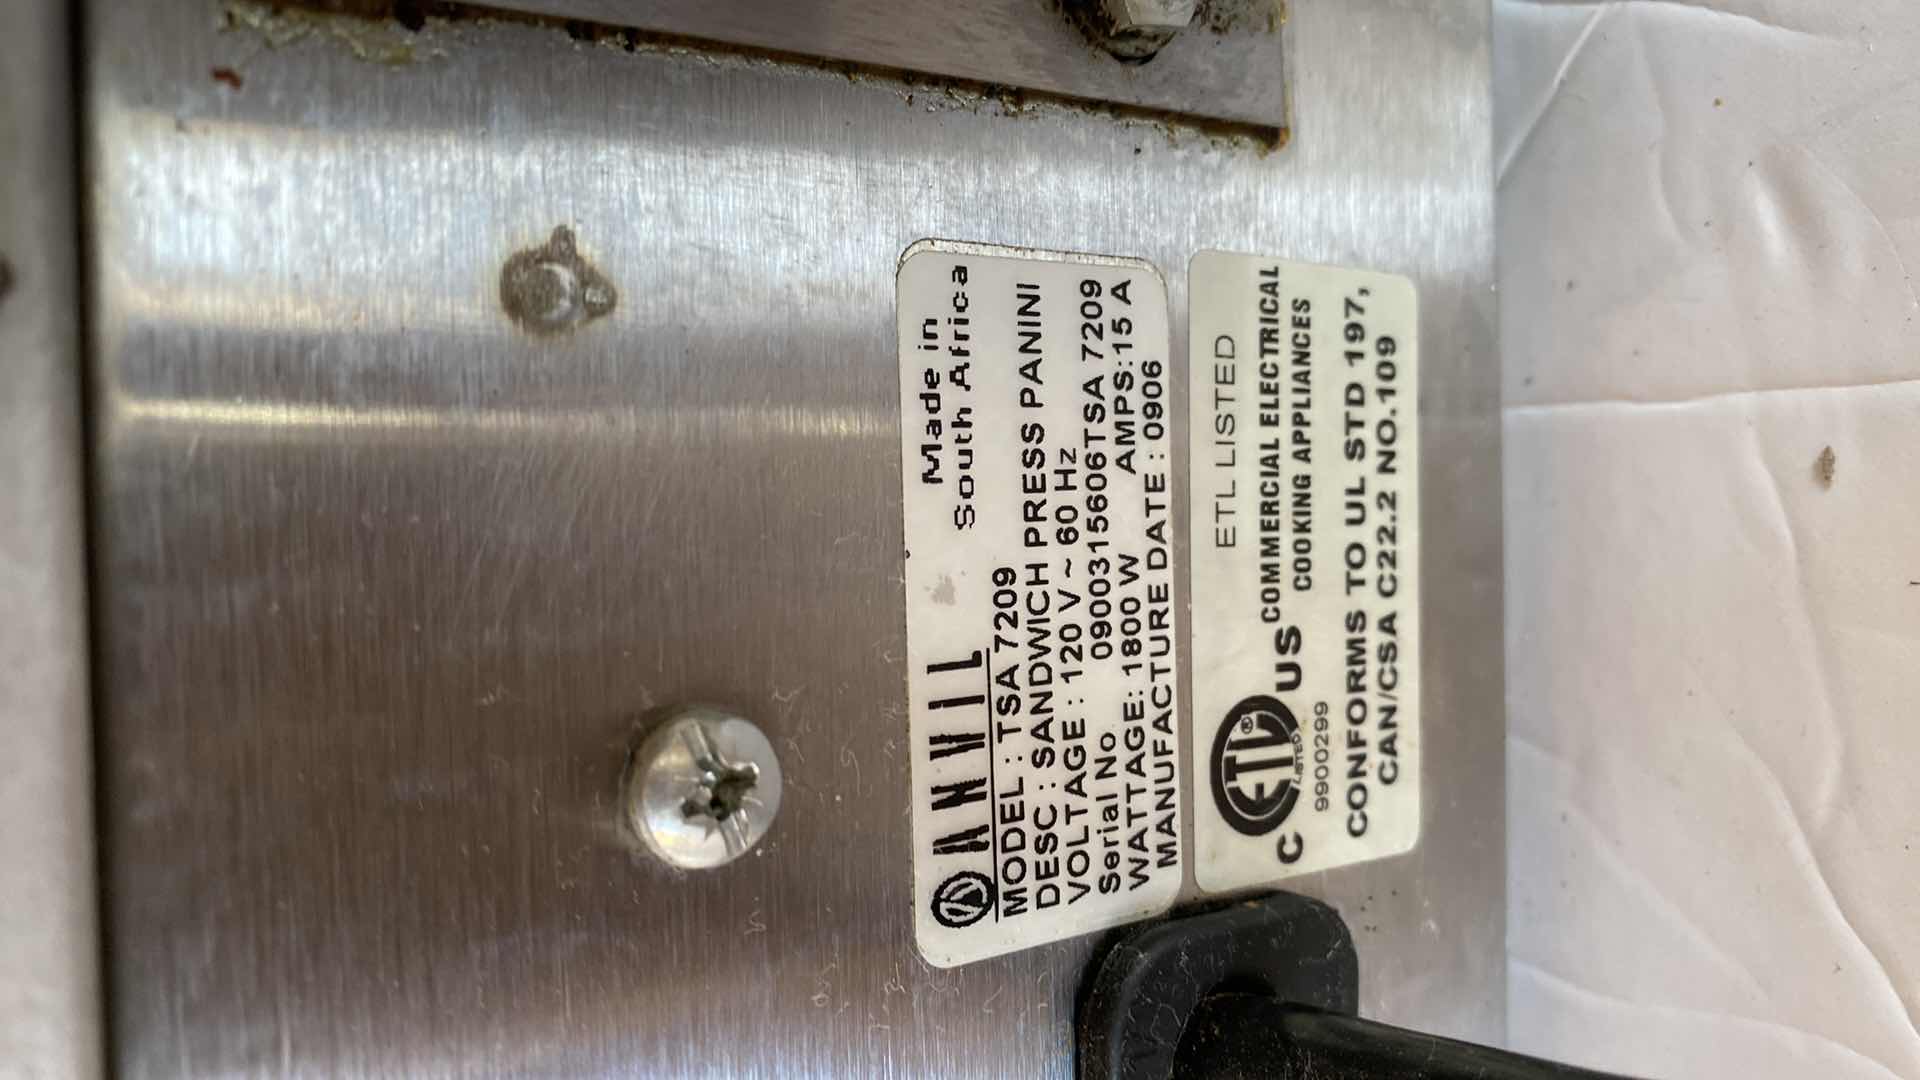 Made in
South Africa
ANVIL
MODEL : TSA 7209
DESC : SANDWICH PRESS PANINI
VOLTAGE : 120 V ~ 60 Hz
Serial No 0900315606TSA 7209
WATTAGE: 1800 W AMPS:15 A
MANUFACTURE DATE : 0906
ETL LISTED
COMMERCIAL ELECTRICAL
COOKING APPLIANCES
C ETL ® US
LISTED
9900299
CONFORMS TO UL STD 197,
CAN/CSA C22.2 NO.109